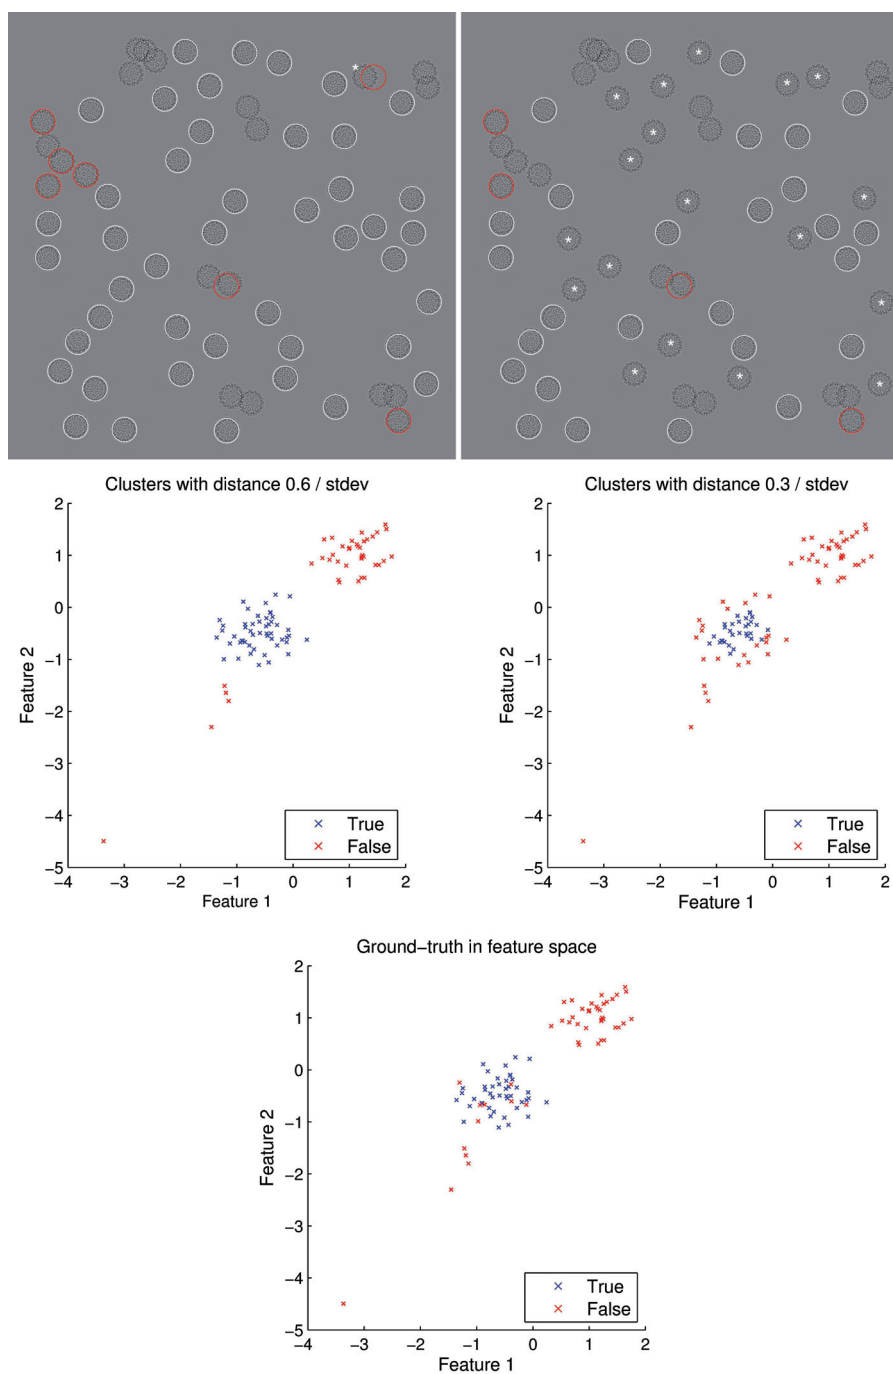 Clusters with distance 0.6 / stdev
2
1
0
−1
−2
−3
−4
−5
Feature 2
−4 −3 −2 −1 0 1 2
Feature 1
True
False
Clusters with distance 0.3 / stdev
2
1
0
−1
−2
−3
−4
−5
Feature 2
−4 −3 −2 −1 0 1 2
Feature 1
True
False
Ground−truth in feature space
2
1
0
−1
−2
−3
−4
−5
Feature 2
−4 −3 −2 −1 0 1 2
Feature 1
True
False